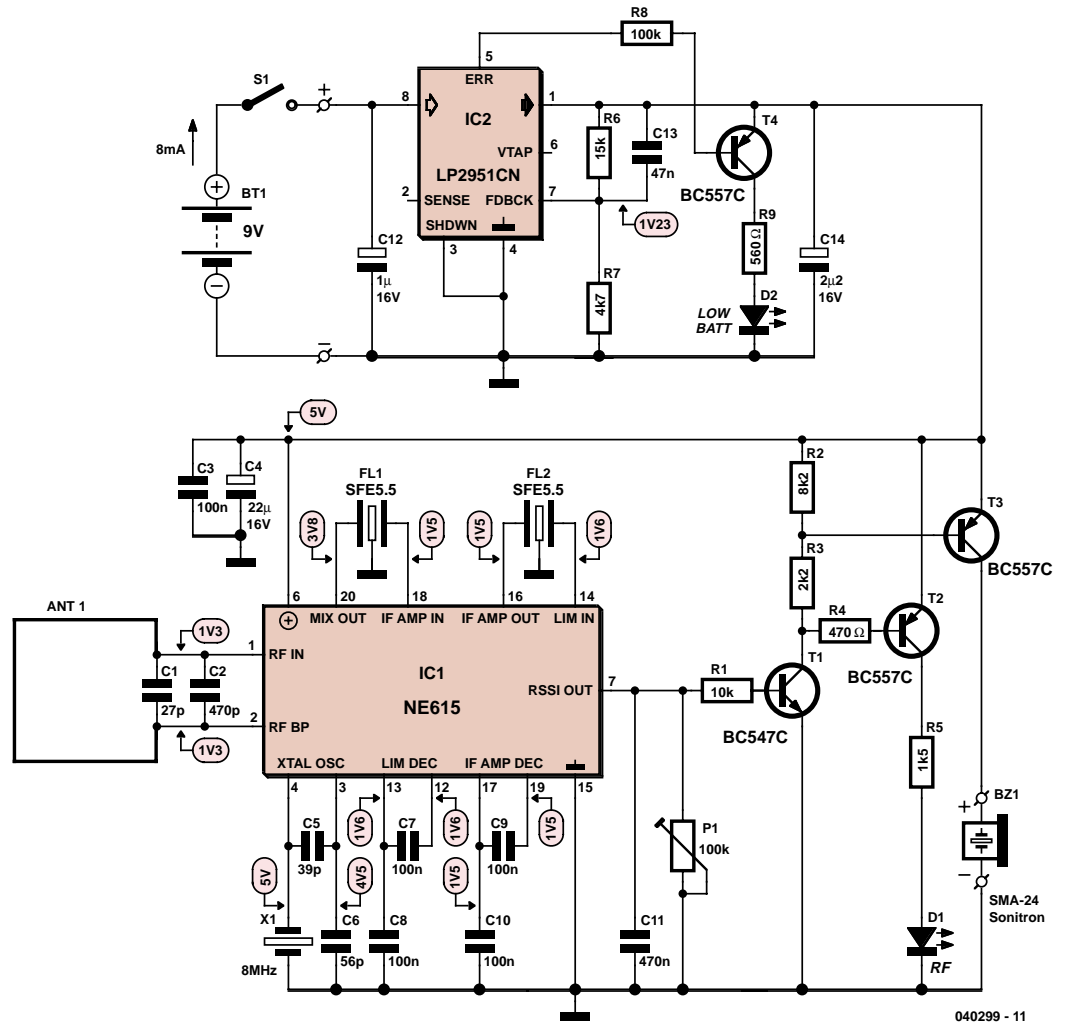 R8
100k
5
ERR
S1
+
8
1
IC2
R6
15k
C13
47n
T4
BC557C
8mA
VTAP
6
LP2951CN
BT1
9V
2
SENSE
FDBCK
7
SHDWN
1V23
3
4
C12
1µ
16V
R7
4k7
R9
560 Ω
C14
2µ2
16V
D2
LOW
BATT
–
5V
C3
100n
C4
22µ
16V
FL1
SFE5.5
FL2
SFE5.5
3V8
1V5
1V5
1V6
R2
8k2
T3
BC557C
R3
2k2
6
20
18
16
14
MIX OUT
IF AMP IN
IF AMP OUT
LIM IN
ANT 1
1V3
1
RF IN
C1
27p
C2
470p
2
RF BP
1V3
IC1
NE615
RSSI OUT
7
R1
10k
T1
BC547C
R4
470 Ω
T2
BC557C
R5
1k5
XTAL OSC
LIM DEC
IF AMP DEC
4
3
13
12
17
19
15
1V6
1V6
1V5
C5
39p
C7
100n
C9
100n
P1
100k
5V
4V5
1V5
X1
8MHz
C6
56p
C8
100n
C10
100n
C11
470n
+
BZ1
–
SMA-24
Sonitron
D1
RF
040299 - 11